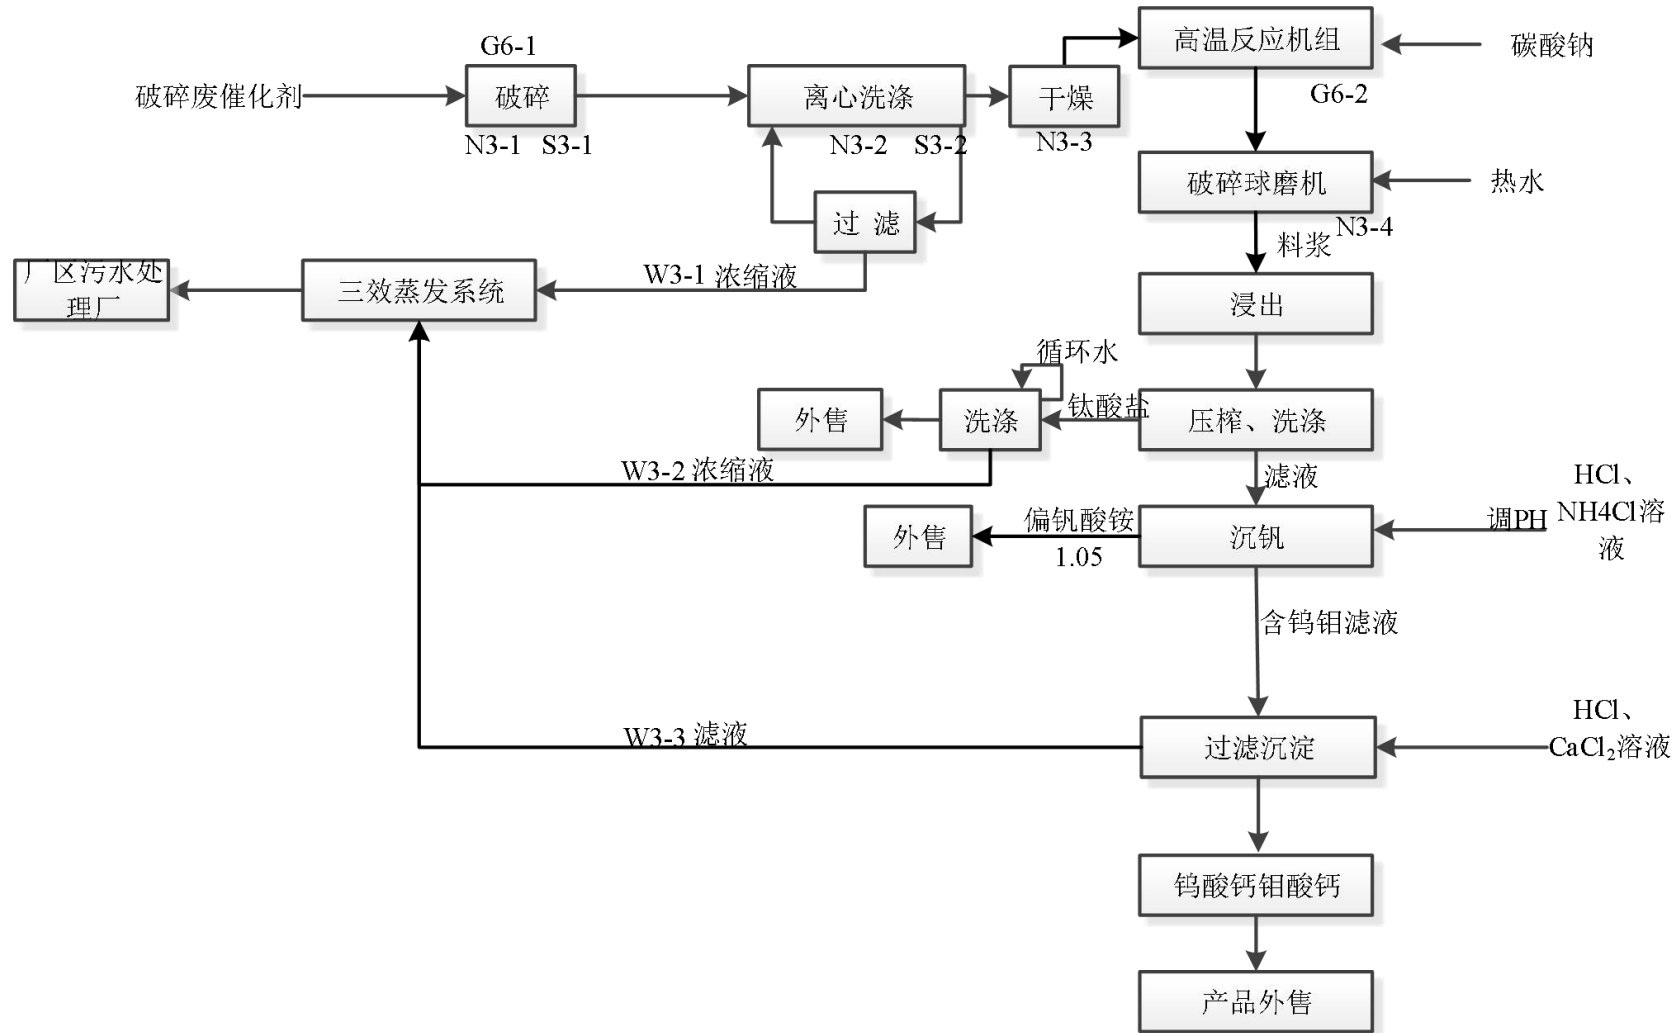 高温反应机组
碳酸钠
G6-1
破碎废催化剂
破碎
离心洗涤
干燥
G6-2
N3-1
S3-1
N3-2
S3-2
N3-3
破碎球磨机
热水
过 滤
N3-4
料浆
厂区污水处
理厂
三效蒸发系统
W3-1 浓缩液
浸出
循环水
外售
洗涤
钛酸盐
压榨、洗涤
W3-2 浓缩液
滤液
HCl、
NH4Cl溶
液
调PH
外售
偏钒酸铵
1.05
沉钒
含钨钼滤液
W3-3 滤液
过滤沉淀
HCl、
CaCl₂溶液
钨酸钙钼酸钙
产品外售